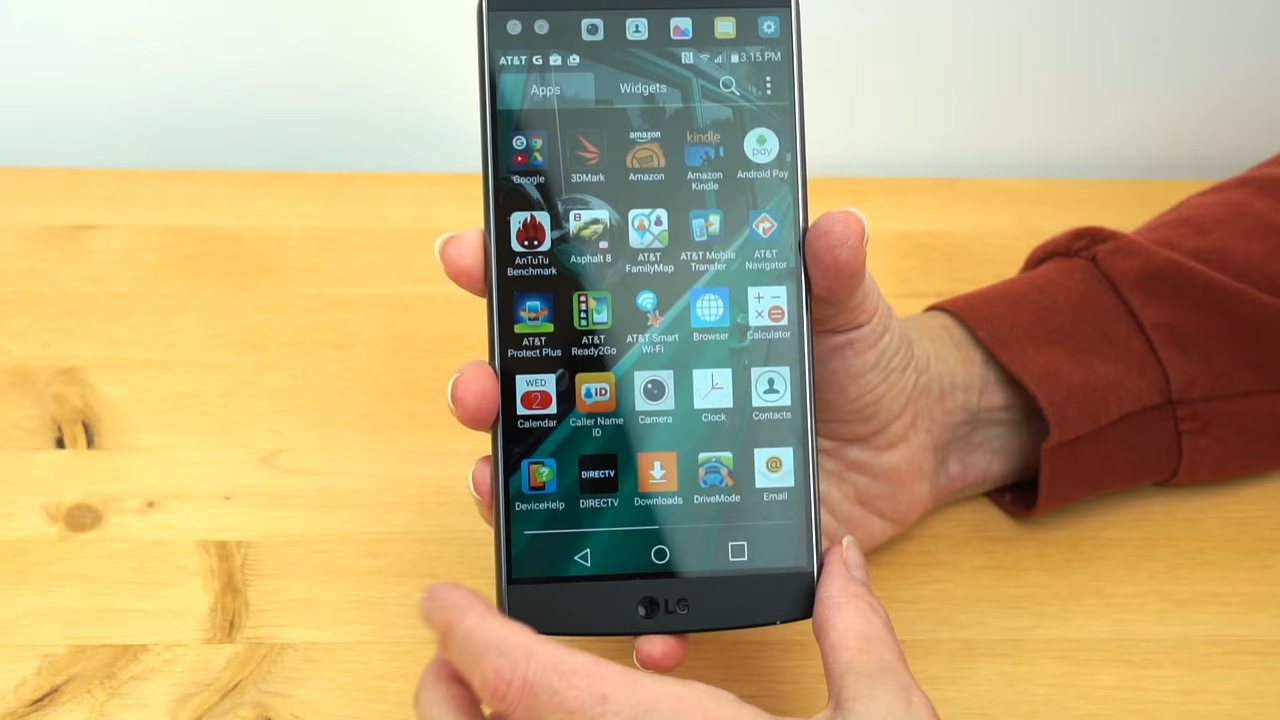 AT&T G 3:15 PM
Apps Widgets
amazon kindle
pay
Google 3DMark Amazon Amazon Kindle Android Pay
8
AnTuTu Benchmark Asphalt 8 AT&T FamilyMap AT&T Mobile Transfer AT&T Navigator
AT&T Protect Plus AT&T Ready2Go AT&T Smart Wi-Fi Browser Calculator
WED
2
ID
Calendar Caller Name ID Camera Clock Contacts
DIRECTV
@
DeviceHelp DIRECTV Downloads DriveMode Email
LG